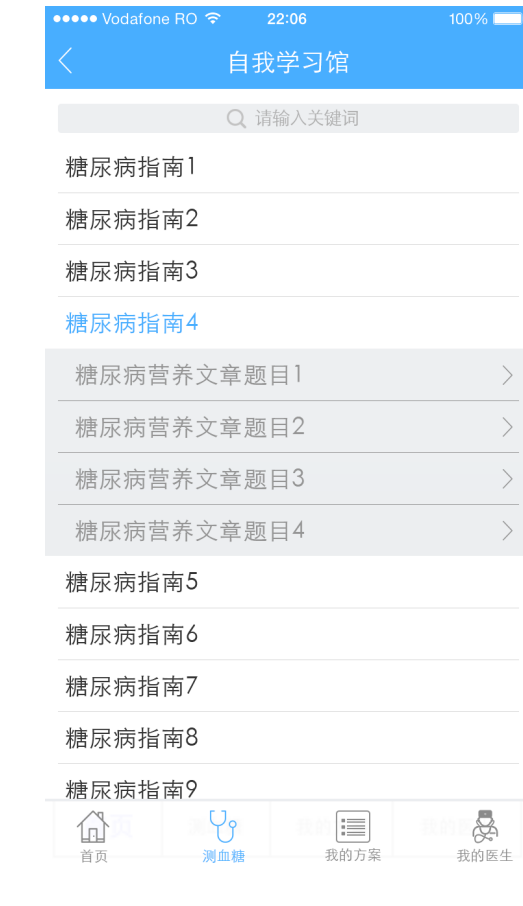 Vodafone RO 22:06 100%
自我学习馆
请输入关键词
糖尿病指南1
糖尿病指南2
糖尿病指南3
糖尿病指南4
糖尿病营养文章题目1
糖尿病营养文章题目2
糖尿病营养文章题目3
糖尿病营养文章题目4
糖尿病指南5
糖尿病指南6
糖尿病指南7
糖尿病指南8
糖尿病指南9
首页 测血糖 我的方案 我的医生